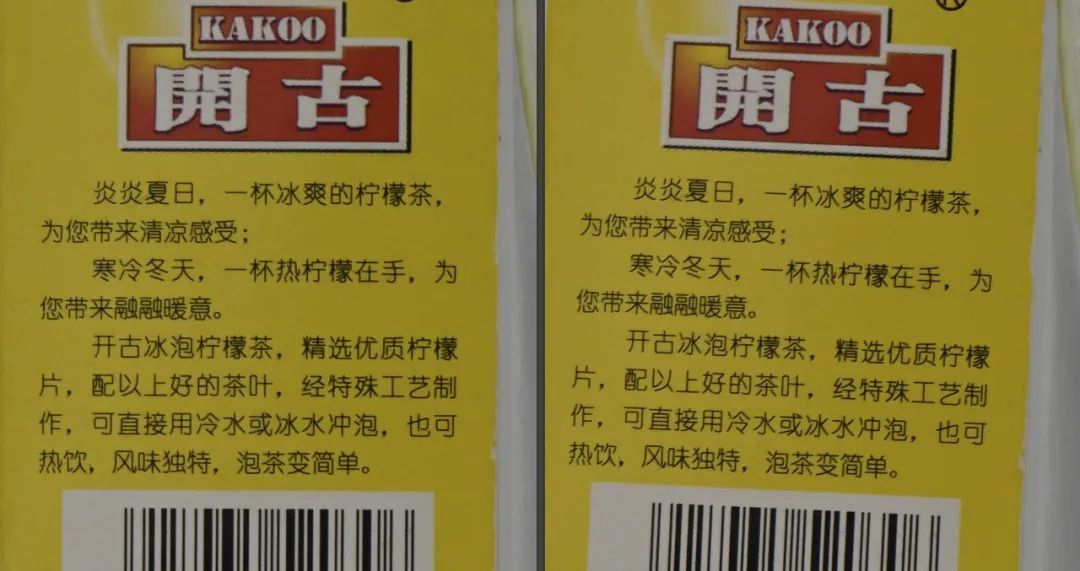 KAKOO
開古
炎炎夏日，一杯冰爽的柠檬茶，
为您带来清凉感受；
寒冷冬天，一杯热柠檬在手，为
您带来融融暖意。
开古冰泡柠檬茶，精选优质柠檬
片，配以上好的茶叶，经特殊工艺制
作，可直接用冷水或冰水冲泡，也可
热饮，风味独特，泡茶变简单。
®
KAKOO
開古
炎炎夏日，一杯冰爽的柠檬茶，
为您带来清凉感受；
寒冷冬天，一杯热柠檬在手，为
您带来融融暖意。
开古冰泡柠檬茶，精选优质柠檬
片，配以上好的茶叶，经特殊工艺制
作，可直接用冷水或冰水冲泡，也可
热饮，风味独特，泡茶变简单。